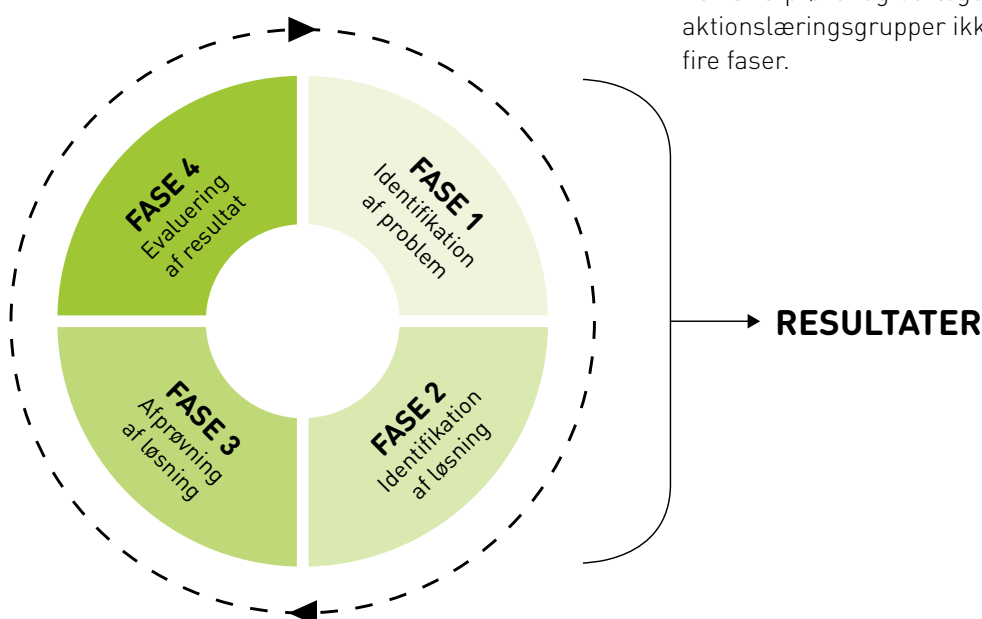 aktionslæringsgrupper ikk
fire faser.
FASE 1
Identifikation
af problem
FASE 2
Identifikation
af løsning
FASE 3
Afprøvning
af løsning
FASE 4
Evaluering
af resultat
RESULTATER